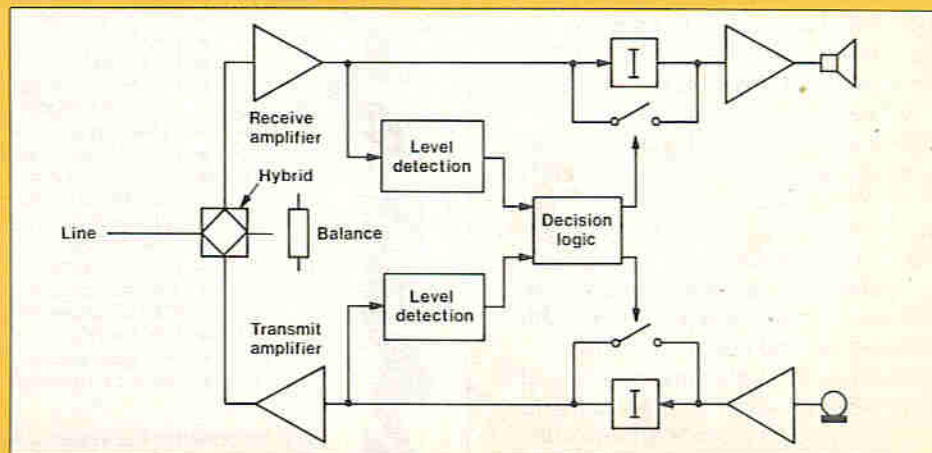 Receive
amplifier
Level
detection
Hybrid
Line
Balance
Decision
logic
Level
detection
Transmit
amplifier
I
I